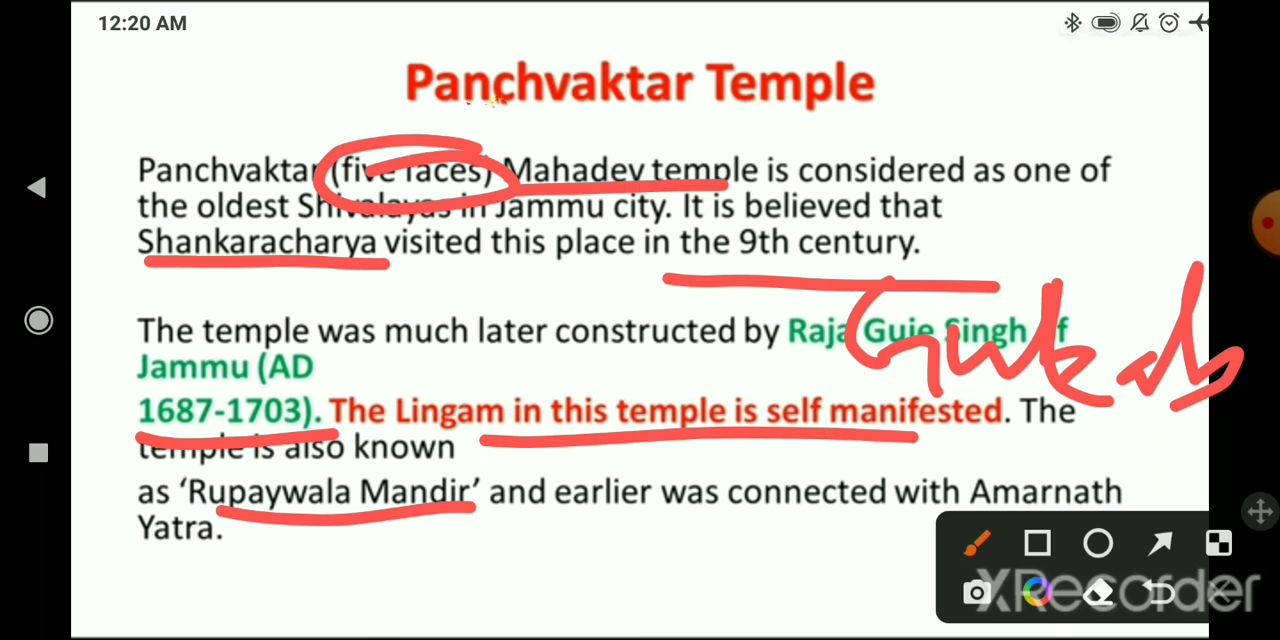 12:20 AM
Panchvaktar Temple
Panchvaktar (five faces) Mahadev temple is considered as one of
the oldest Shivalayas in Jammu city. It is believed that
Shankaracharya visited this place in the 9th century.
The temple was much later constructed by Raja Guje Singh of
Jammu (AD
1687-1703). The Lingam in this temple is self manifested. The
temple is also known
as ‘Rupaywala Mandir’ and earlier was connected with Amarnath
Yatra.
XRecorder